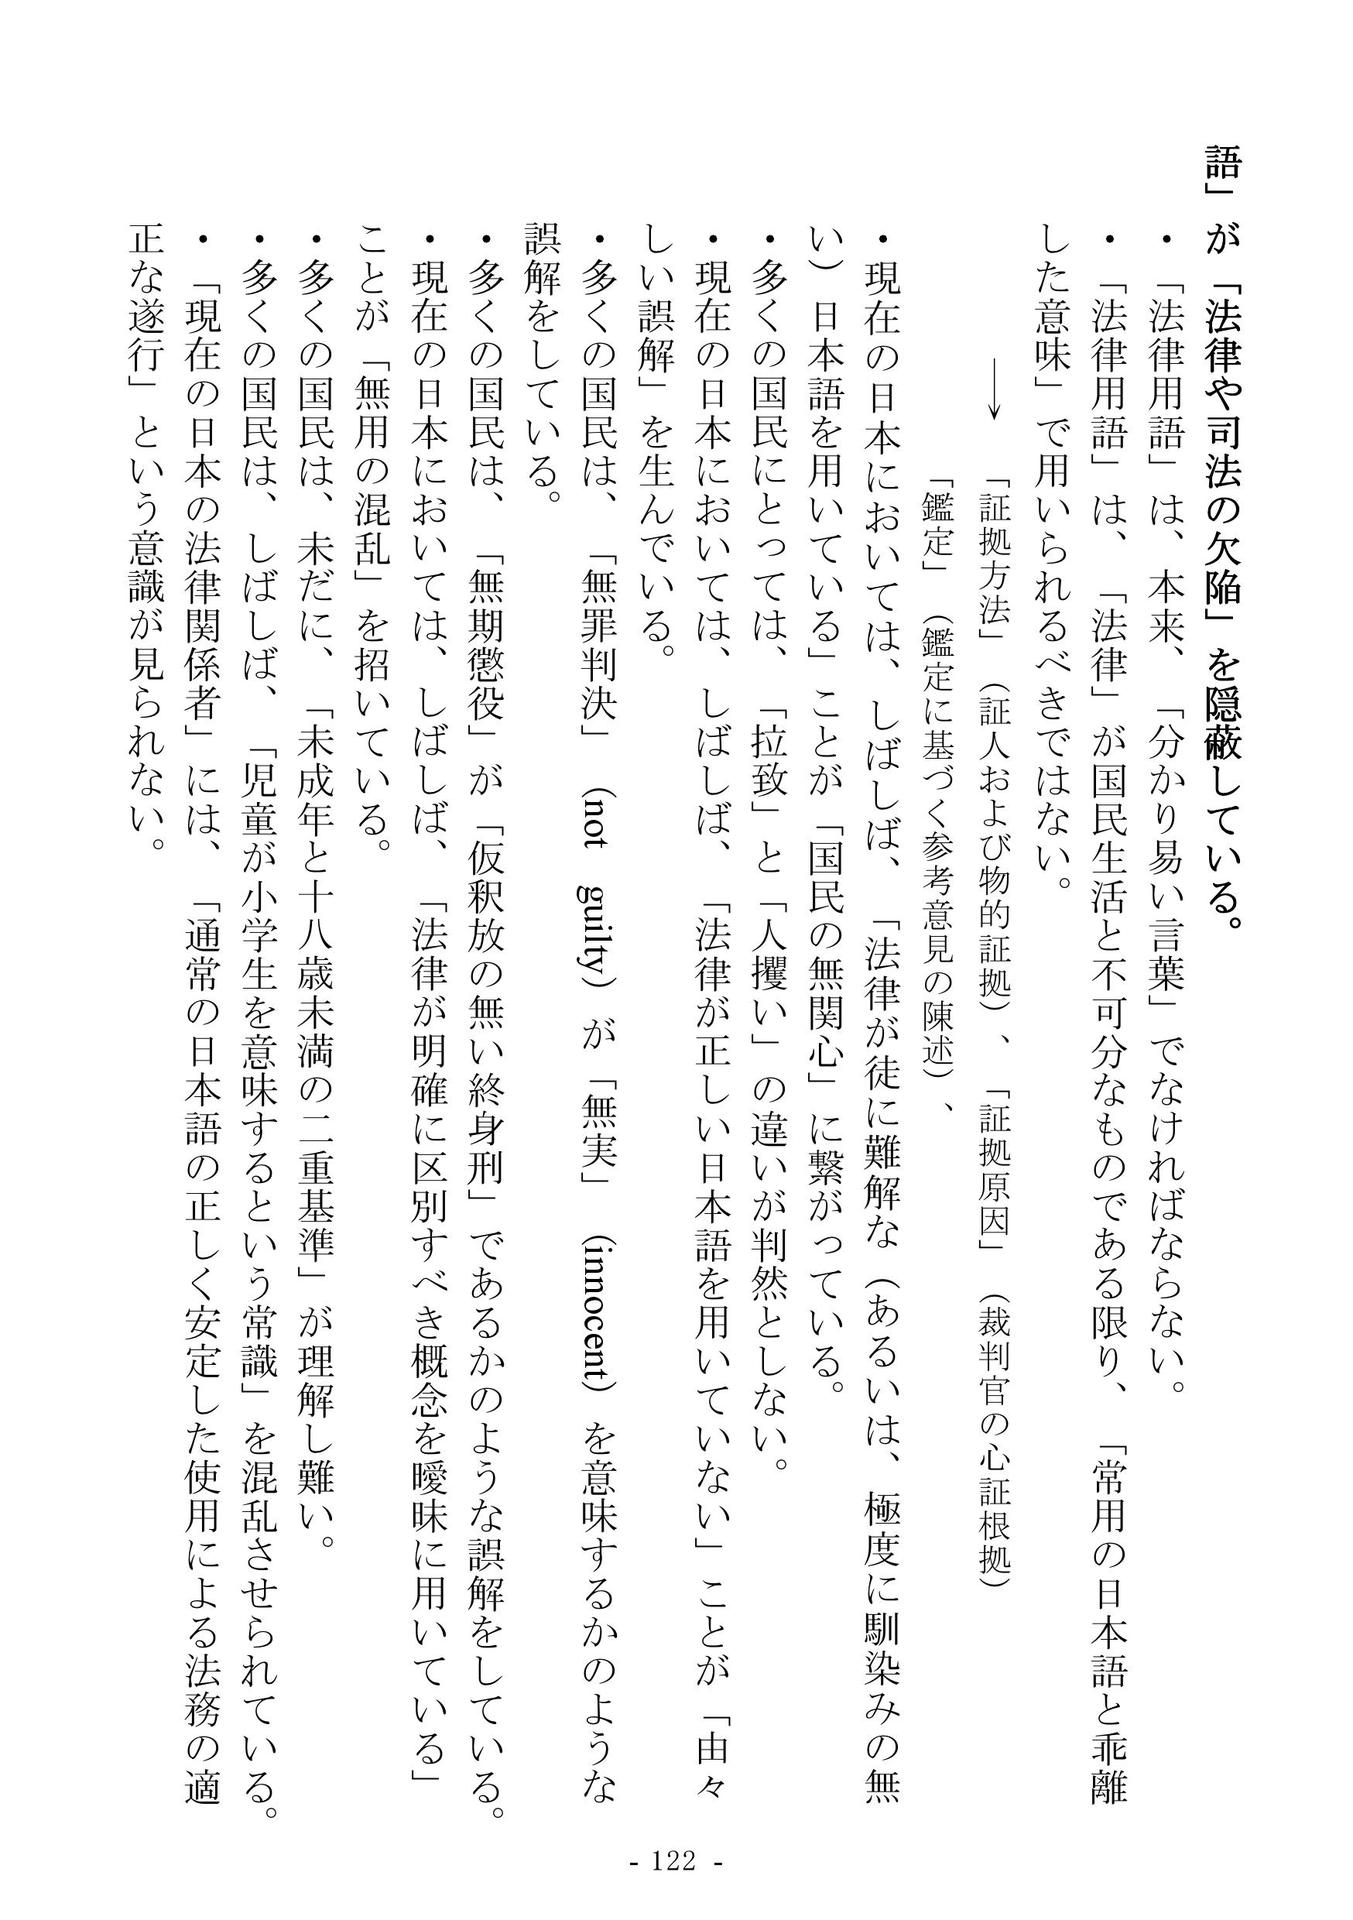 語」が「法律や司法の欠陥」を隠蔽している。
・「法律用語」は、本来、「分かり易い言葉」でなければならない。
・「法律用語」は、「法律」が国民生活と不可分なものである限り、「常用の日本語と乖離
した意味」で用いられるべきではない。
→「証拠方法」（証人および物的証拠）、「証拠原因」（裁判官の心証根拠）
「鑑定」（鑑定に基づく参考意見の陳述）、
・現在の日本においては、しばしば、「法律が徒に難解な（あるいは、極度に馴染みの無
い）日本語を用いている」ことが「国民の無関心」に繋がっている。
・多くの国民にとっては、「拉致」と「人攫い」の違いが判然としない。
・現在の日本においては、しばしば、「法律が正しい日本語を用いていない」ことが「由々
しい誤解」を生んでいる。
・多くの国民は、「無罪判決」（not guilty）が「無実」（innocent）を意味するかのような
誤解をしている。
・多くの国民は、「無期懲役」が「仮釈放の無い終身刑」であるかのような誤解をしている。
・現在の日本においては、しばしば、「法律が明確に区別すべき概念を曖昧に用いている」
ことが「無用の混乱」を招いている。
・多くの国民は、未だに、「未成年と十八歳未満の二重基準」が理解し難い。
・多くの国民は、しばしば、「児童が小学生を意味するという常識」を混乱させられている。
・「現在の日本の法律関係者」には、「通常の日本語の正しく安定した使用による法務の適
正な遂行」という意識が見られない。
- 122 -